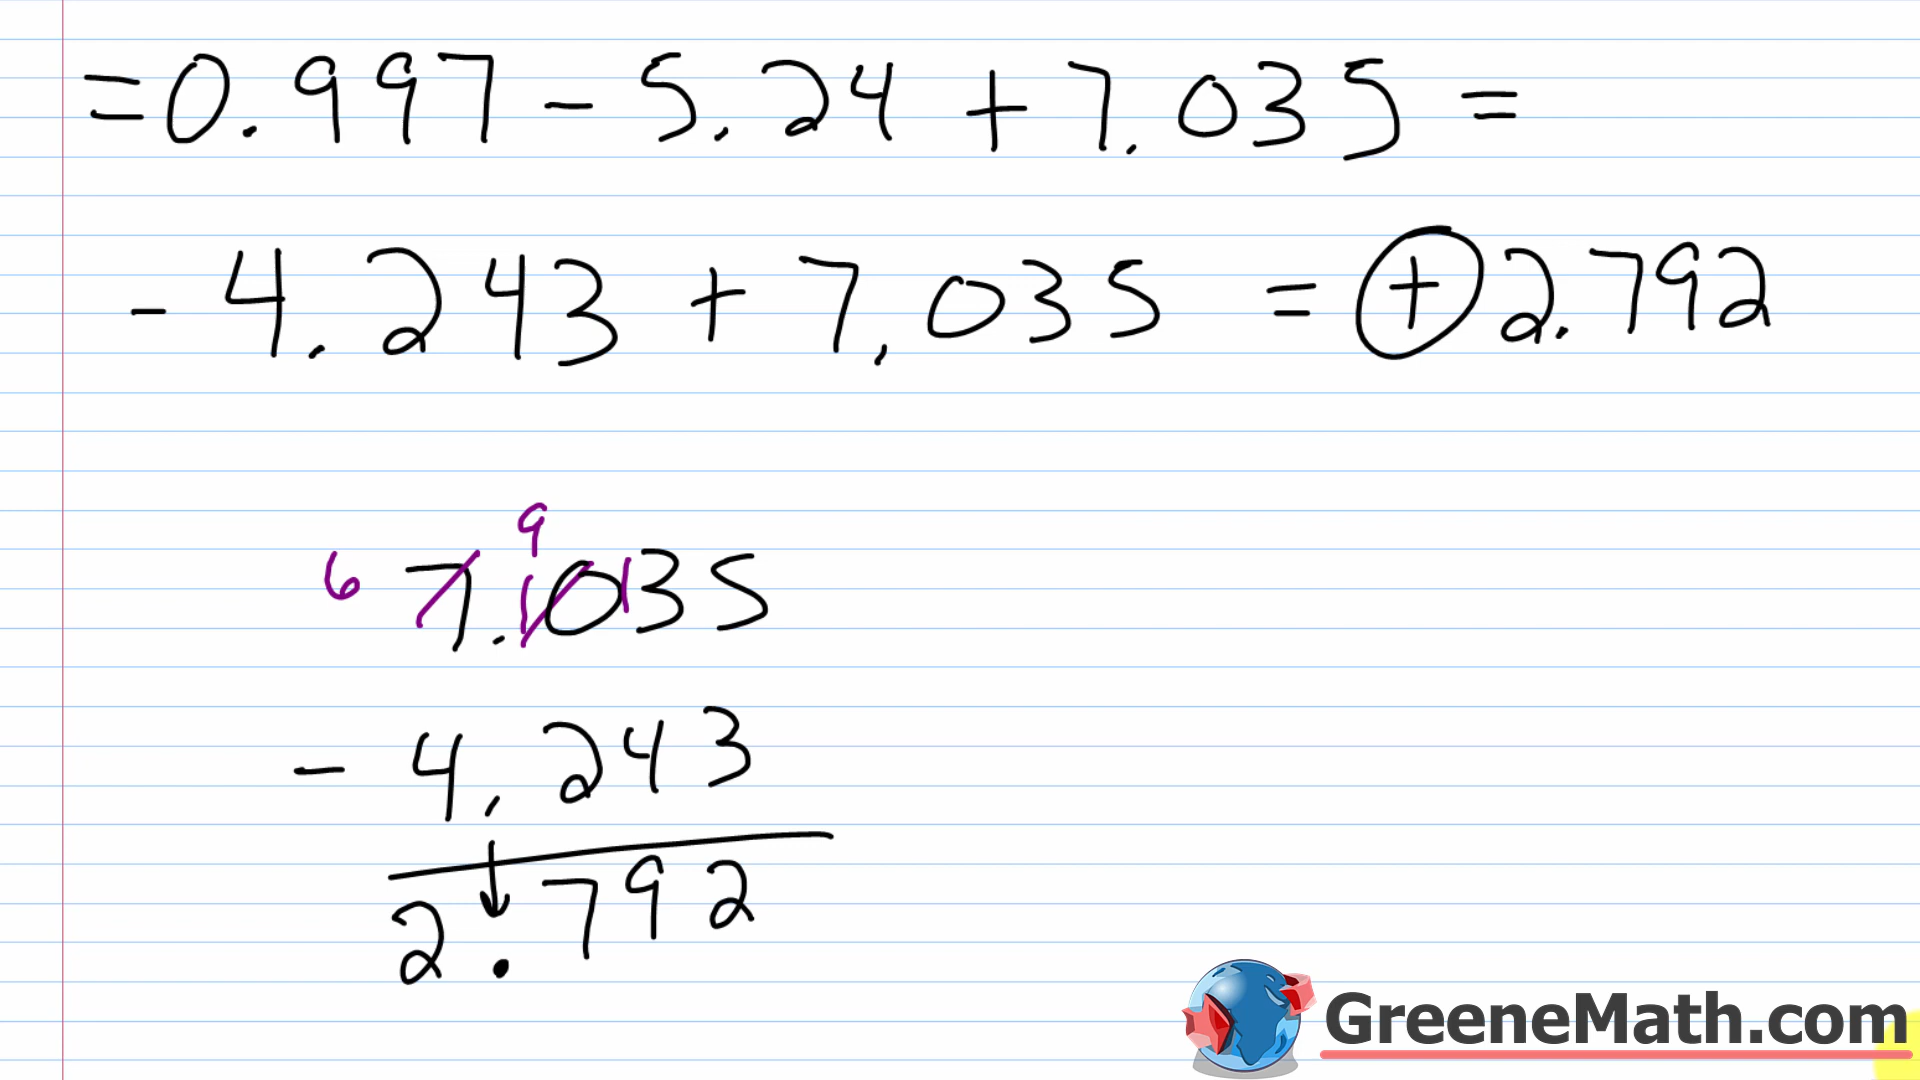 = 0.997 - 5.24 + 7.035 =
- 4.243 + 7.035 = + 2.792
9
6 7.10135
- 4.243
2.792
GreeneMath.com